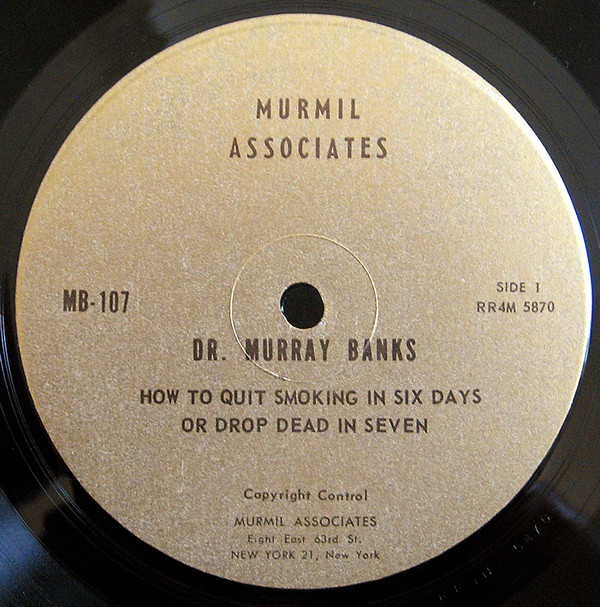 MURMIL
ASSOCIATES
MB-107
SIDE 1
RR4M 5870
DR. MURRAY BANKS
HOW TO QUIT SMOKING IN SIX DAYS
OR DROP DEAD IN SEVEN
Copyright Control
MURMIL ASSOCIATES
Eight East 63rd St.
NEW YORK 21, New York